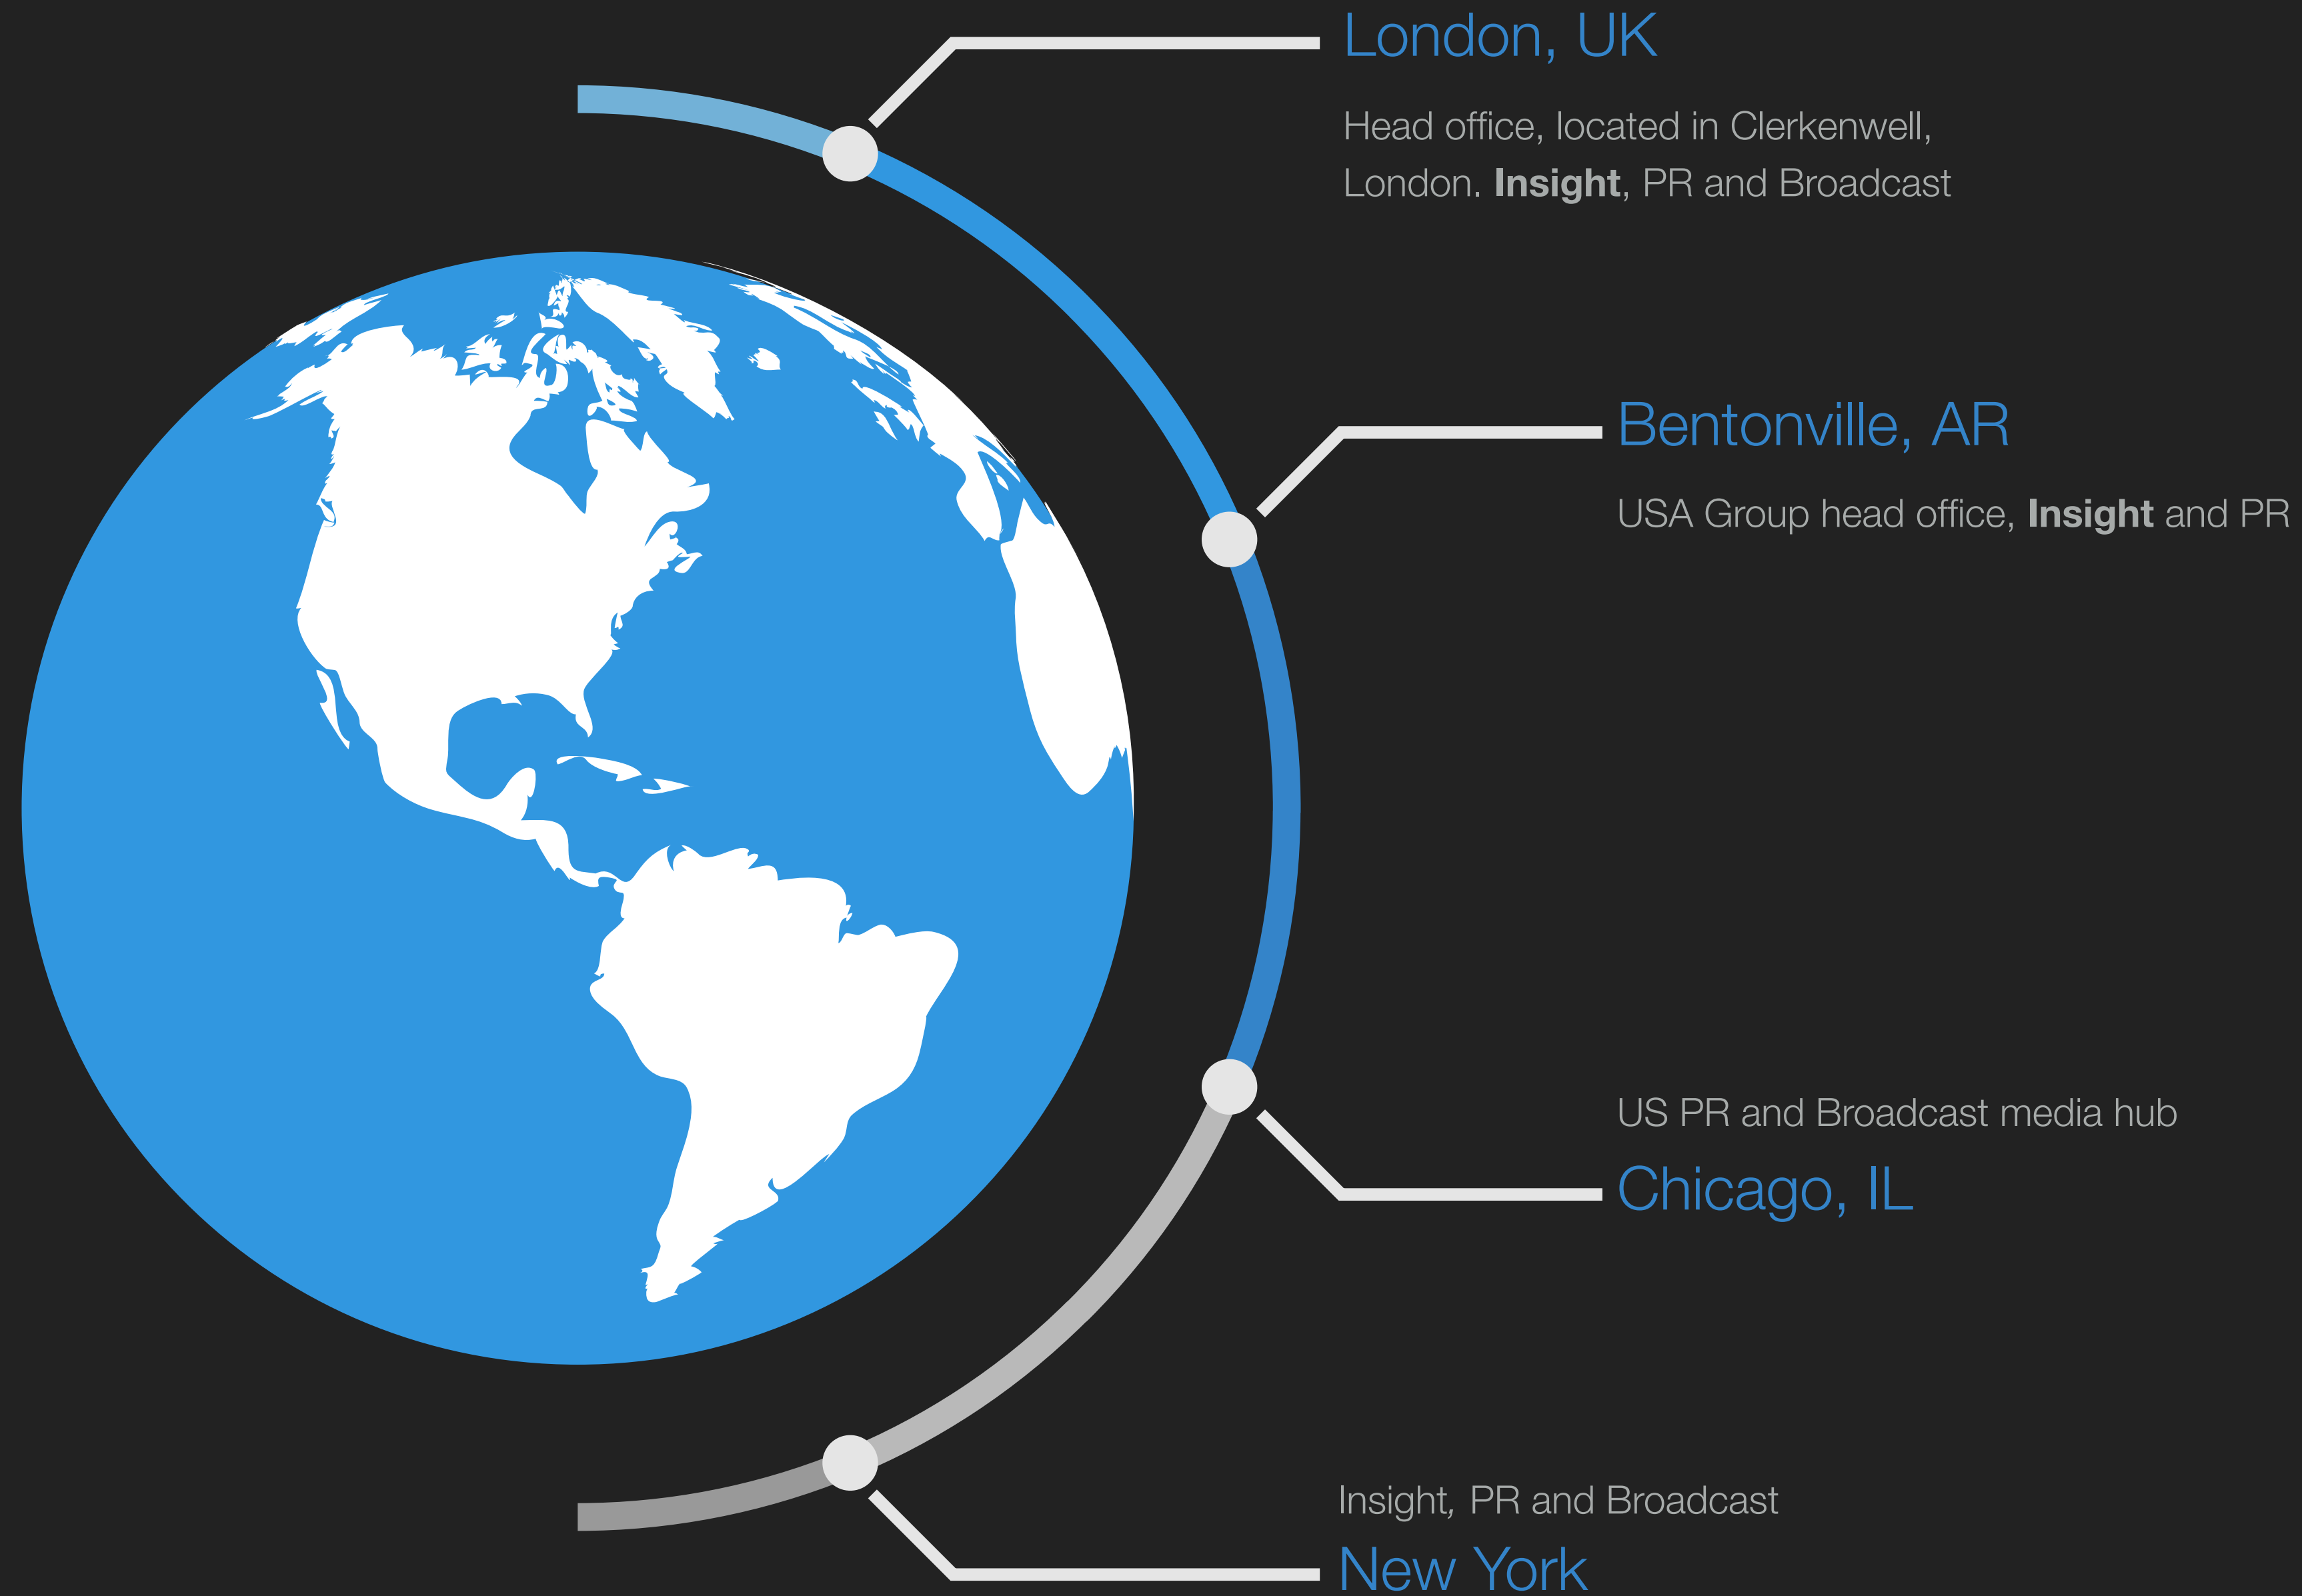 London, UK
Head office, located in Clerkenwell,
London. Insight, PR and Broadcast
Bentonville, AR
USA Group head office, Insight and PR
US PR and Broadcast media hub
Chicago, IL
Insight, PR and Broadcast
New York